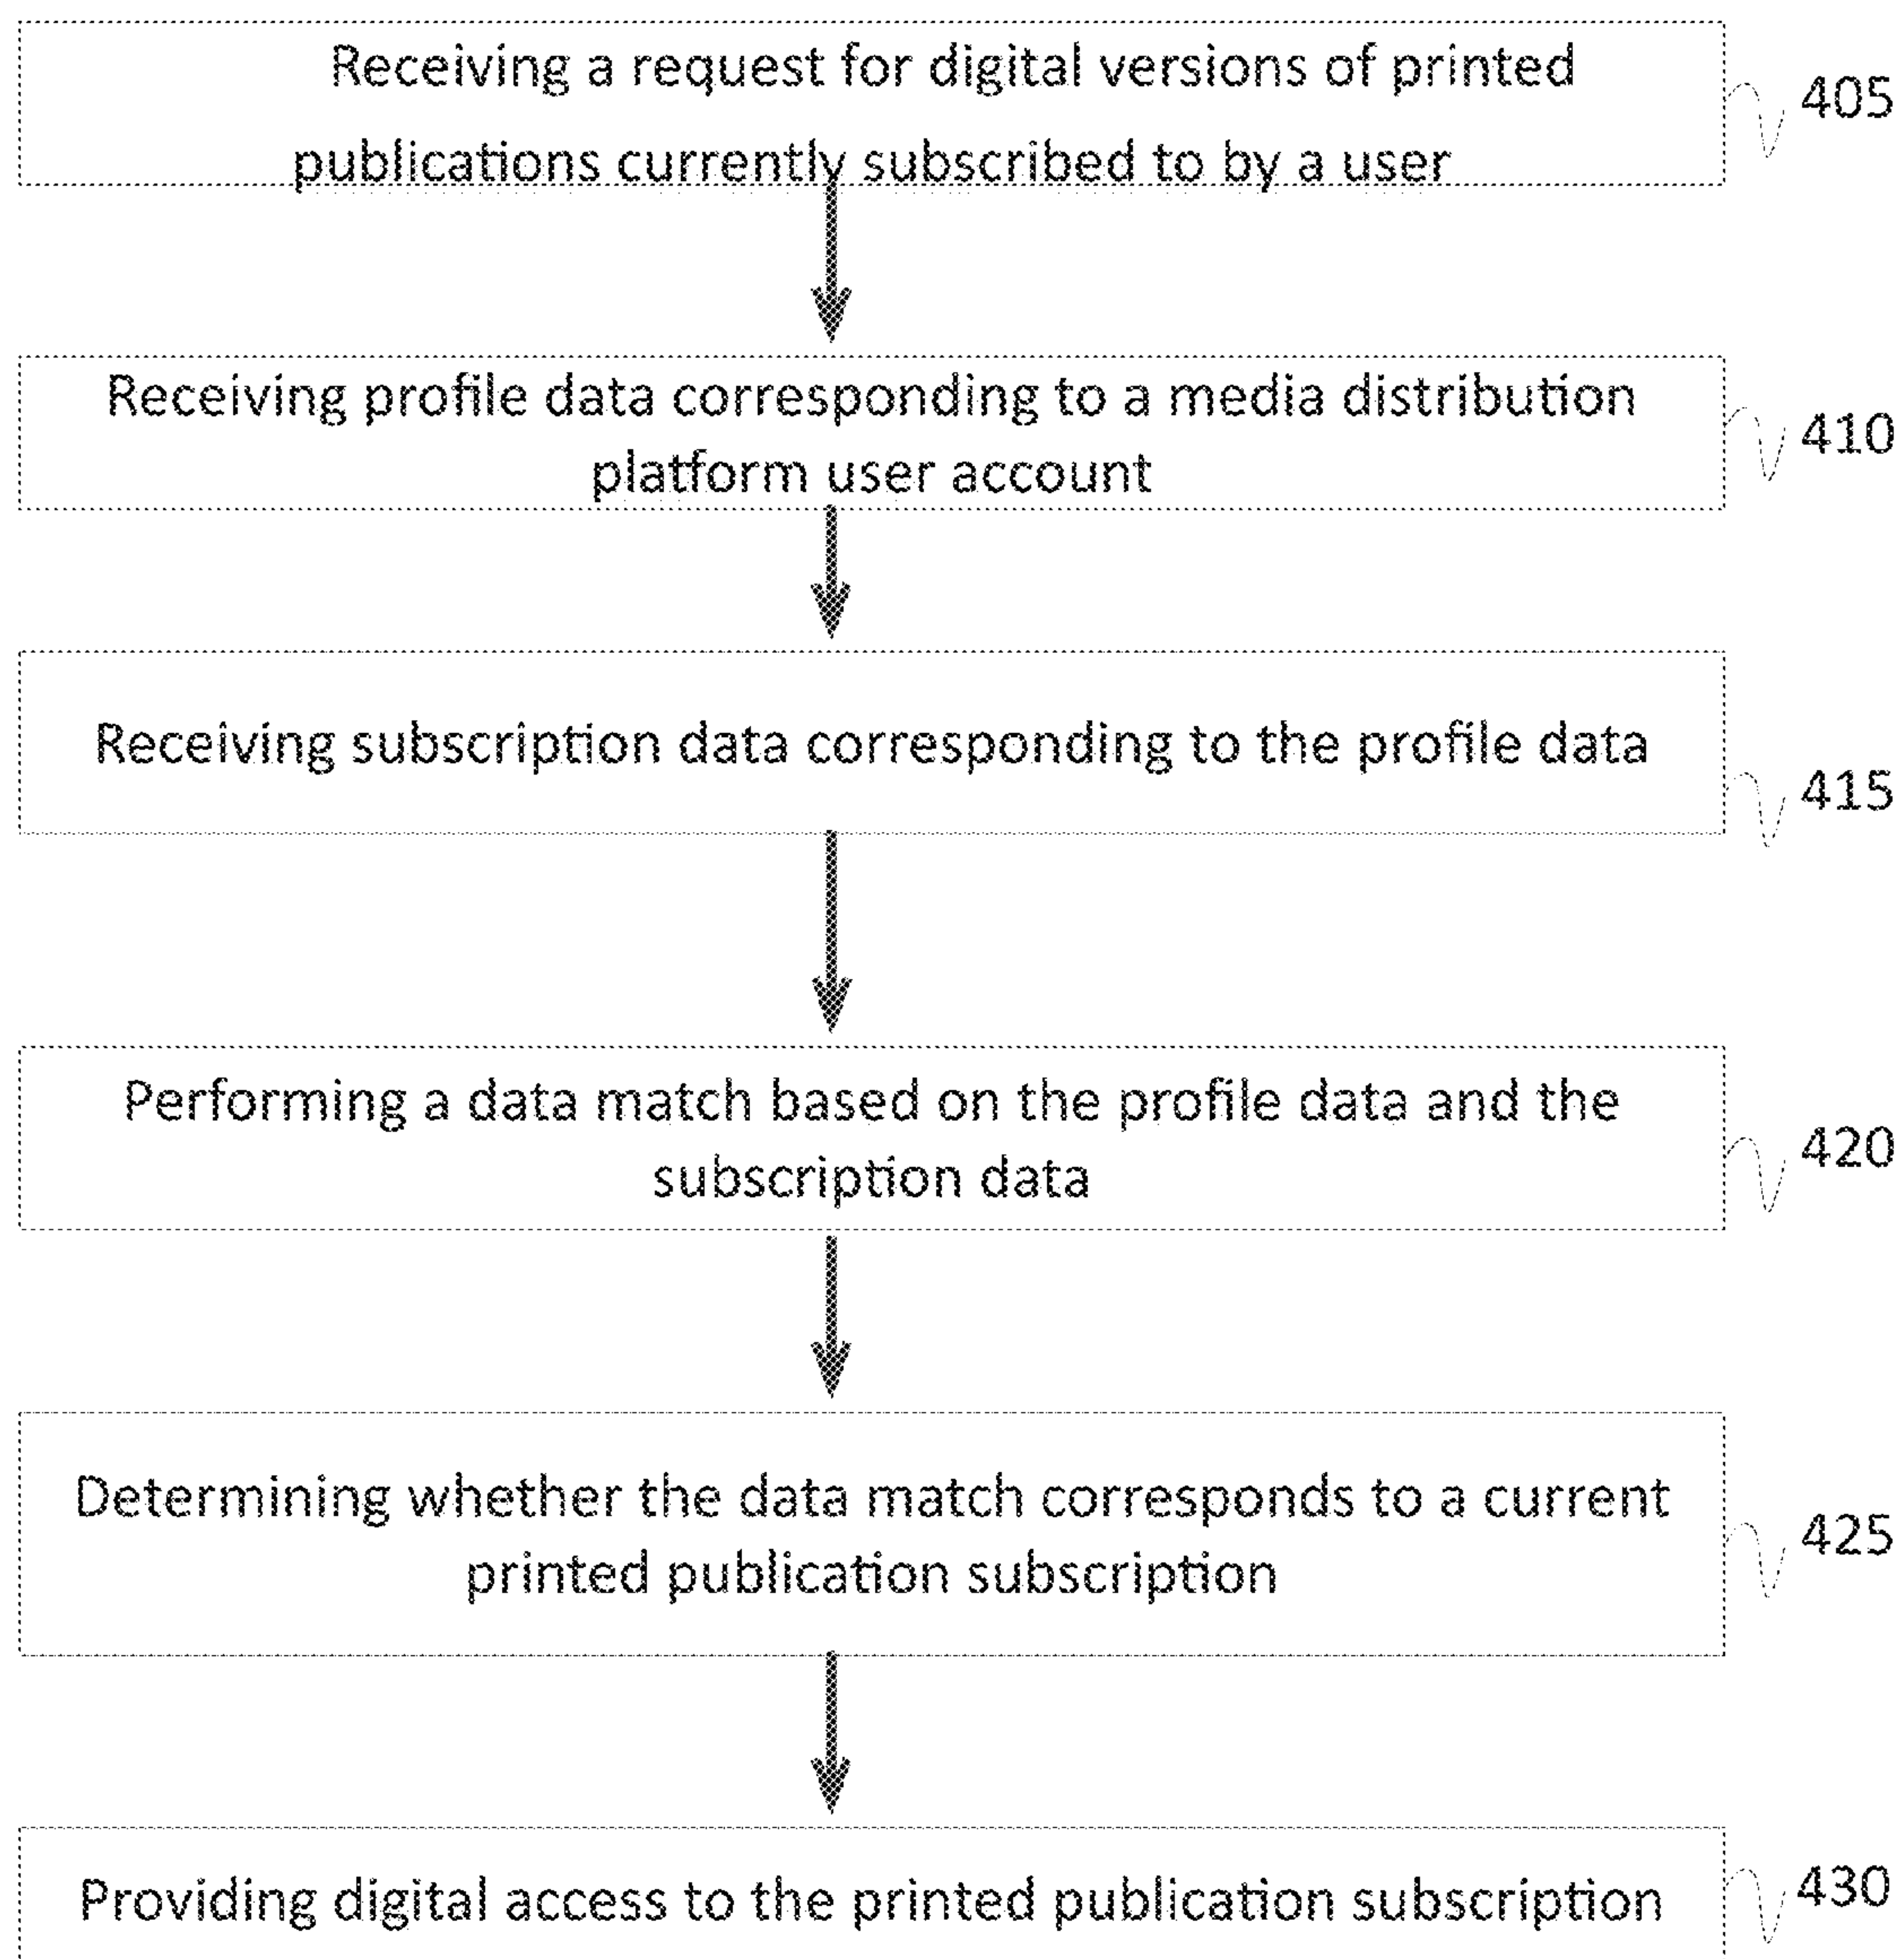 Receiving a request for digital versions of printed
publications currently subscribed to by a user
405
Receiving profile data corresponding to a media distribution
platform user account
410
Receiving subscription data corresponding to the profile data
415
Performing a data match based on the profile data and the
subscription data
420
Determining whether the data match corresponds to a current
printed publication subscription
425
Providing digital access to the printed publication subscription
430